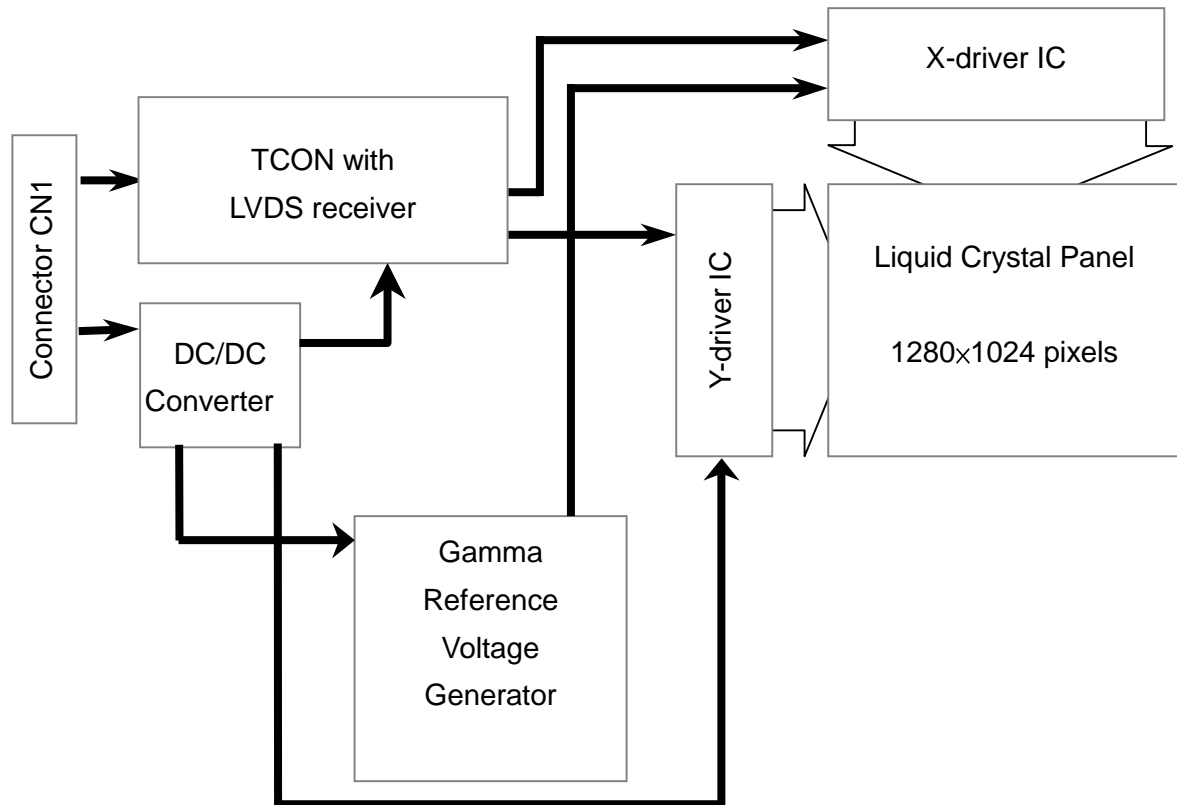 X-driver IC
TCON with
LVDS receiver
Connector CN1
Y-driver IC
Liquid Crystal Panel
1280×1024 pixels
DC/DC
Converter
Gamma
Reference
Voltage
Generator